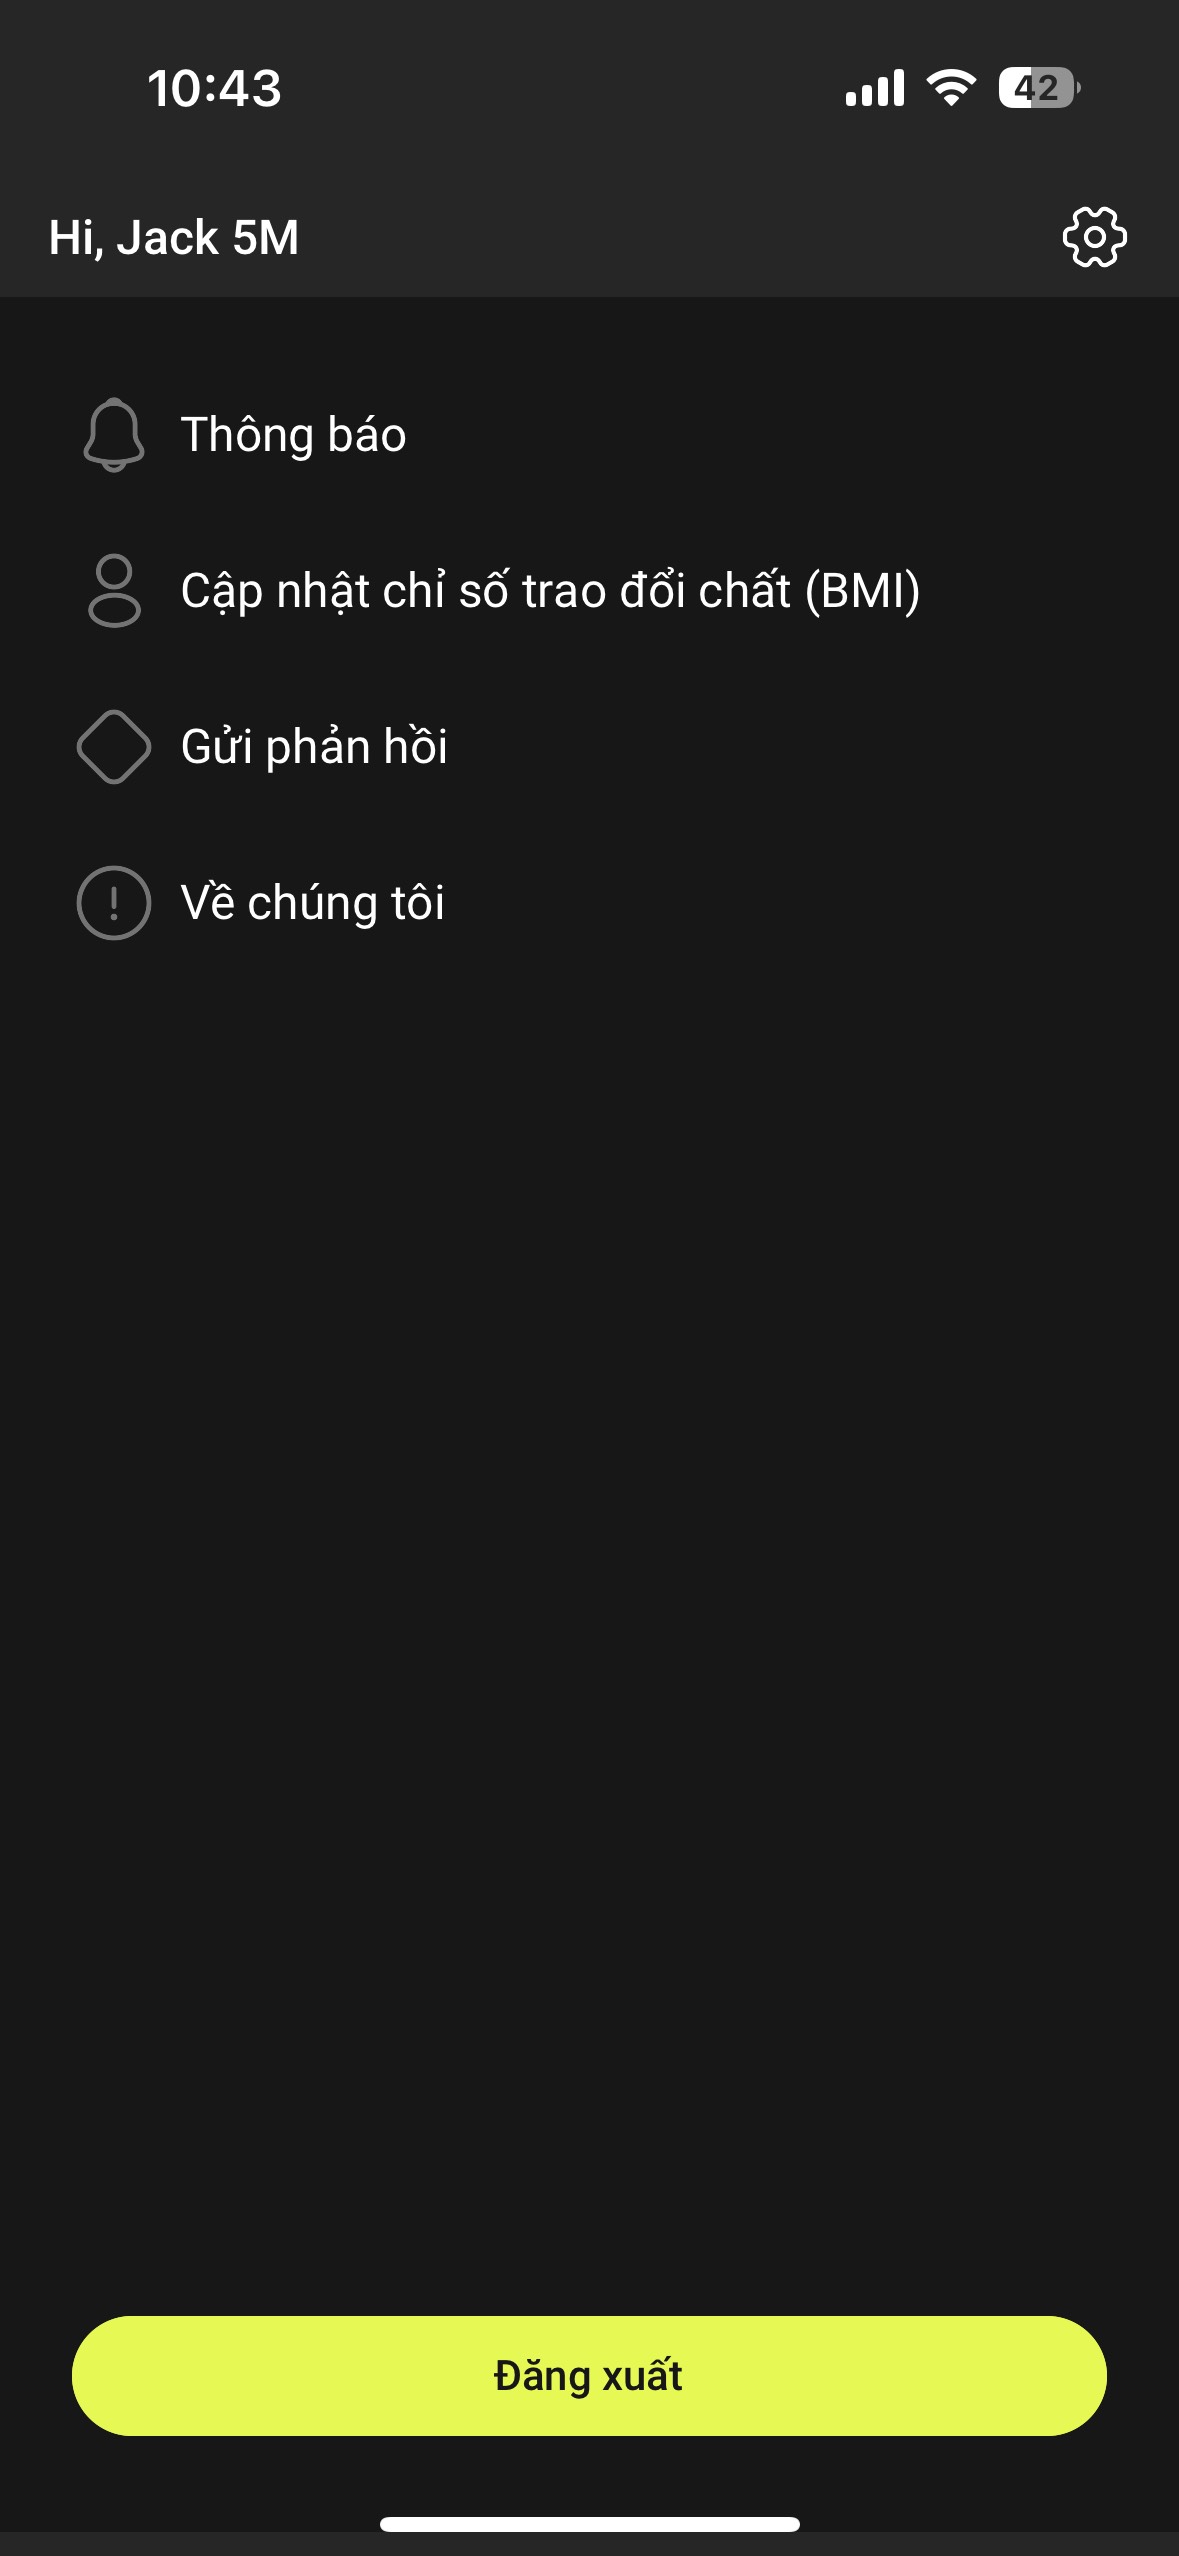 10:43
42
Hi, Jack 5M
Thông báo
Cập nhật chỉ số trao đổi chất (BMI)
Gửi phản hồi
Về chúng tôi
Đăng xuất